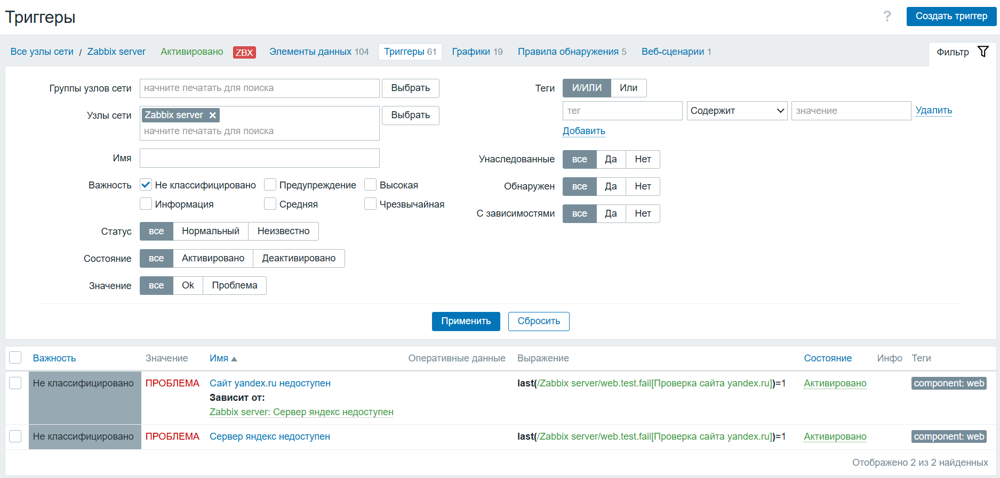 Триггеры
? Создать триггер
Все узлы сети / Zabbix server Активировано ZBX Элементы данных 104 Триггеры 61 Графики 19 Правила обнаружения 5 Веб-сценарии 1 Фильтр
Группы узлов сети начните печатать для поиска Выбрать
Узлы сети Zabbix server ✕ Выбрать
начните печатать для поиска
Имя
Важность Не классифицировано Предупреждение Высокая
Информация Средняя Чрезвычайная
Статус все Нормальный Неизвестно
Состояние все Активировано Деактивировано
Значение все Ok Проблема
Теги И/ИЛИ Или
тег Содержит значение Удалить
Добавить
Унаследованные все Да Нет
Обнаружен все Да Нет
С зависимостями все Да Нет
Применить Сбросить
Важность Значение Имя ▲ Оперативные данные Выражение Состояние Инфо Теги
Не классифицировано ПРОБЛЕМА Сайт yandex.ru недоступен last(/Zabbix server/web.test.fail[Проверка сайта yandex.ru])=1 Активировано component: web
Зависит от:
Zabbix server: Сервер яндекс недоступен
Не классифицировано ПРОБЛЕМА Сервер яндекс недоступен last(/Zabbix server/web.test.fail[Проверка сайта yandex.ru])=1 Активировано component: web
Отображено 2 из 2 найденных